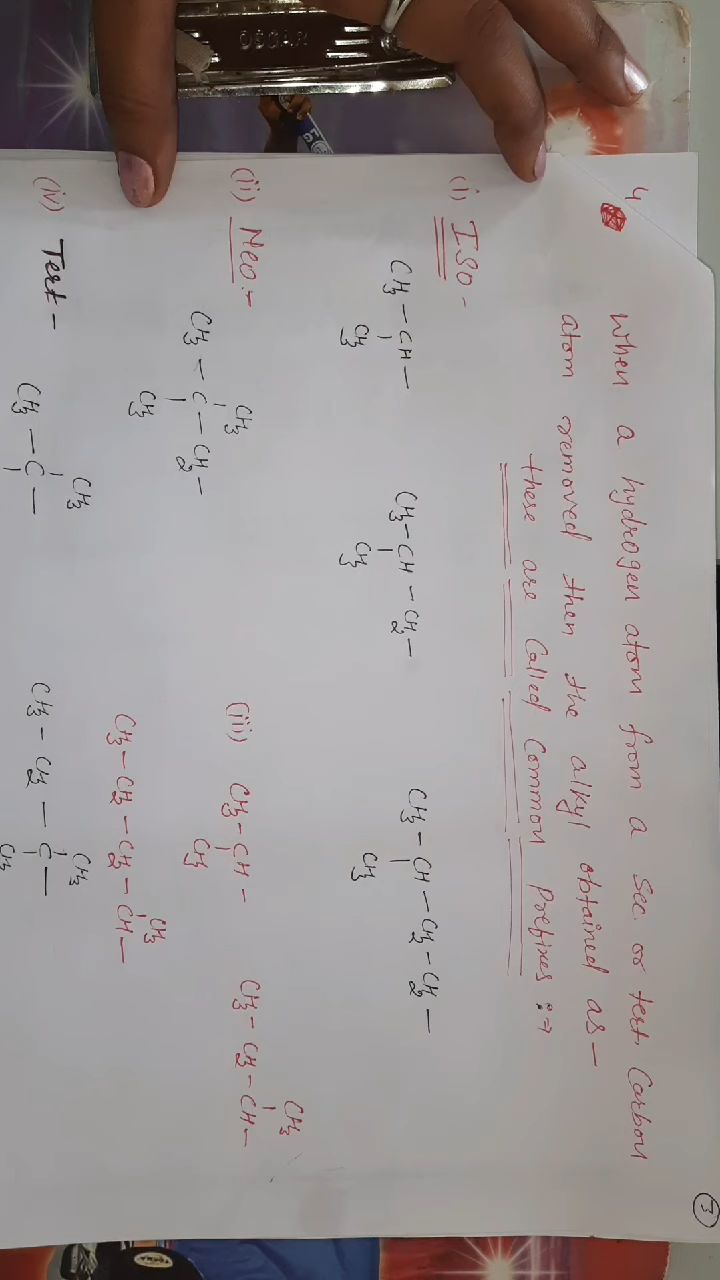 3
4 When a hydrogen atom from a sec. or tert. Carbon
atom removed then the alkyl obtained as —
these are Called Common Prefixes :→
(i) Iso -
CH3 — CH — CH3 — CH — CH2 — CH3 — CH — CH2 — CH2 —
CH3 CH3 CH3
(ii) Neo :-
CH3
CH3 — C — CH2 —
CH3
(iii) CH3 — CH — CH3 — CH2 — CH —
CH3 CH3
CH3
CH3 — CH2 — CH2 — CH —
(iv) Tert —
CH3 CH3
CH3 — C — CH3 — CH2 — C —
CH3
OSCAR